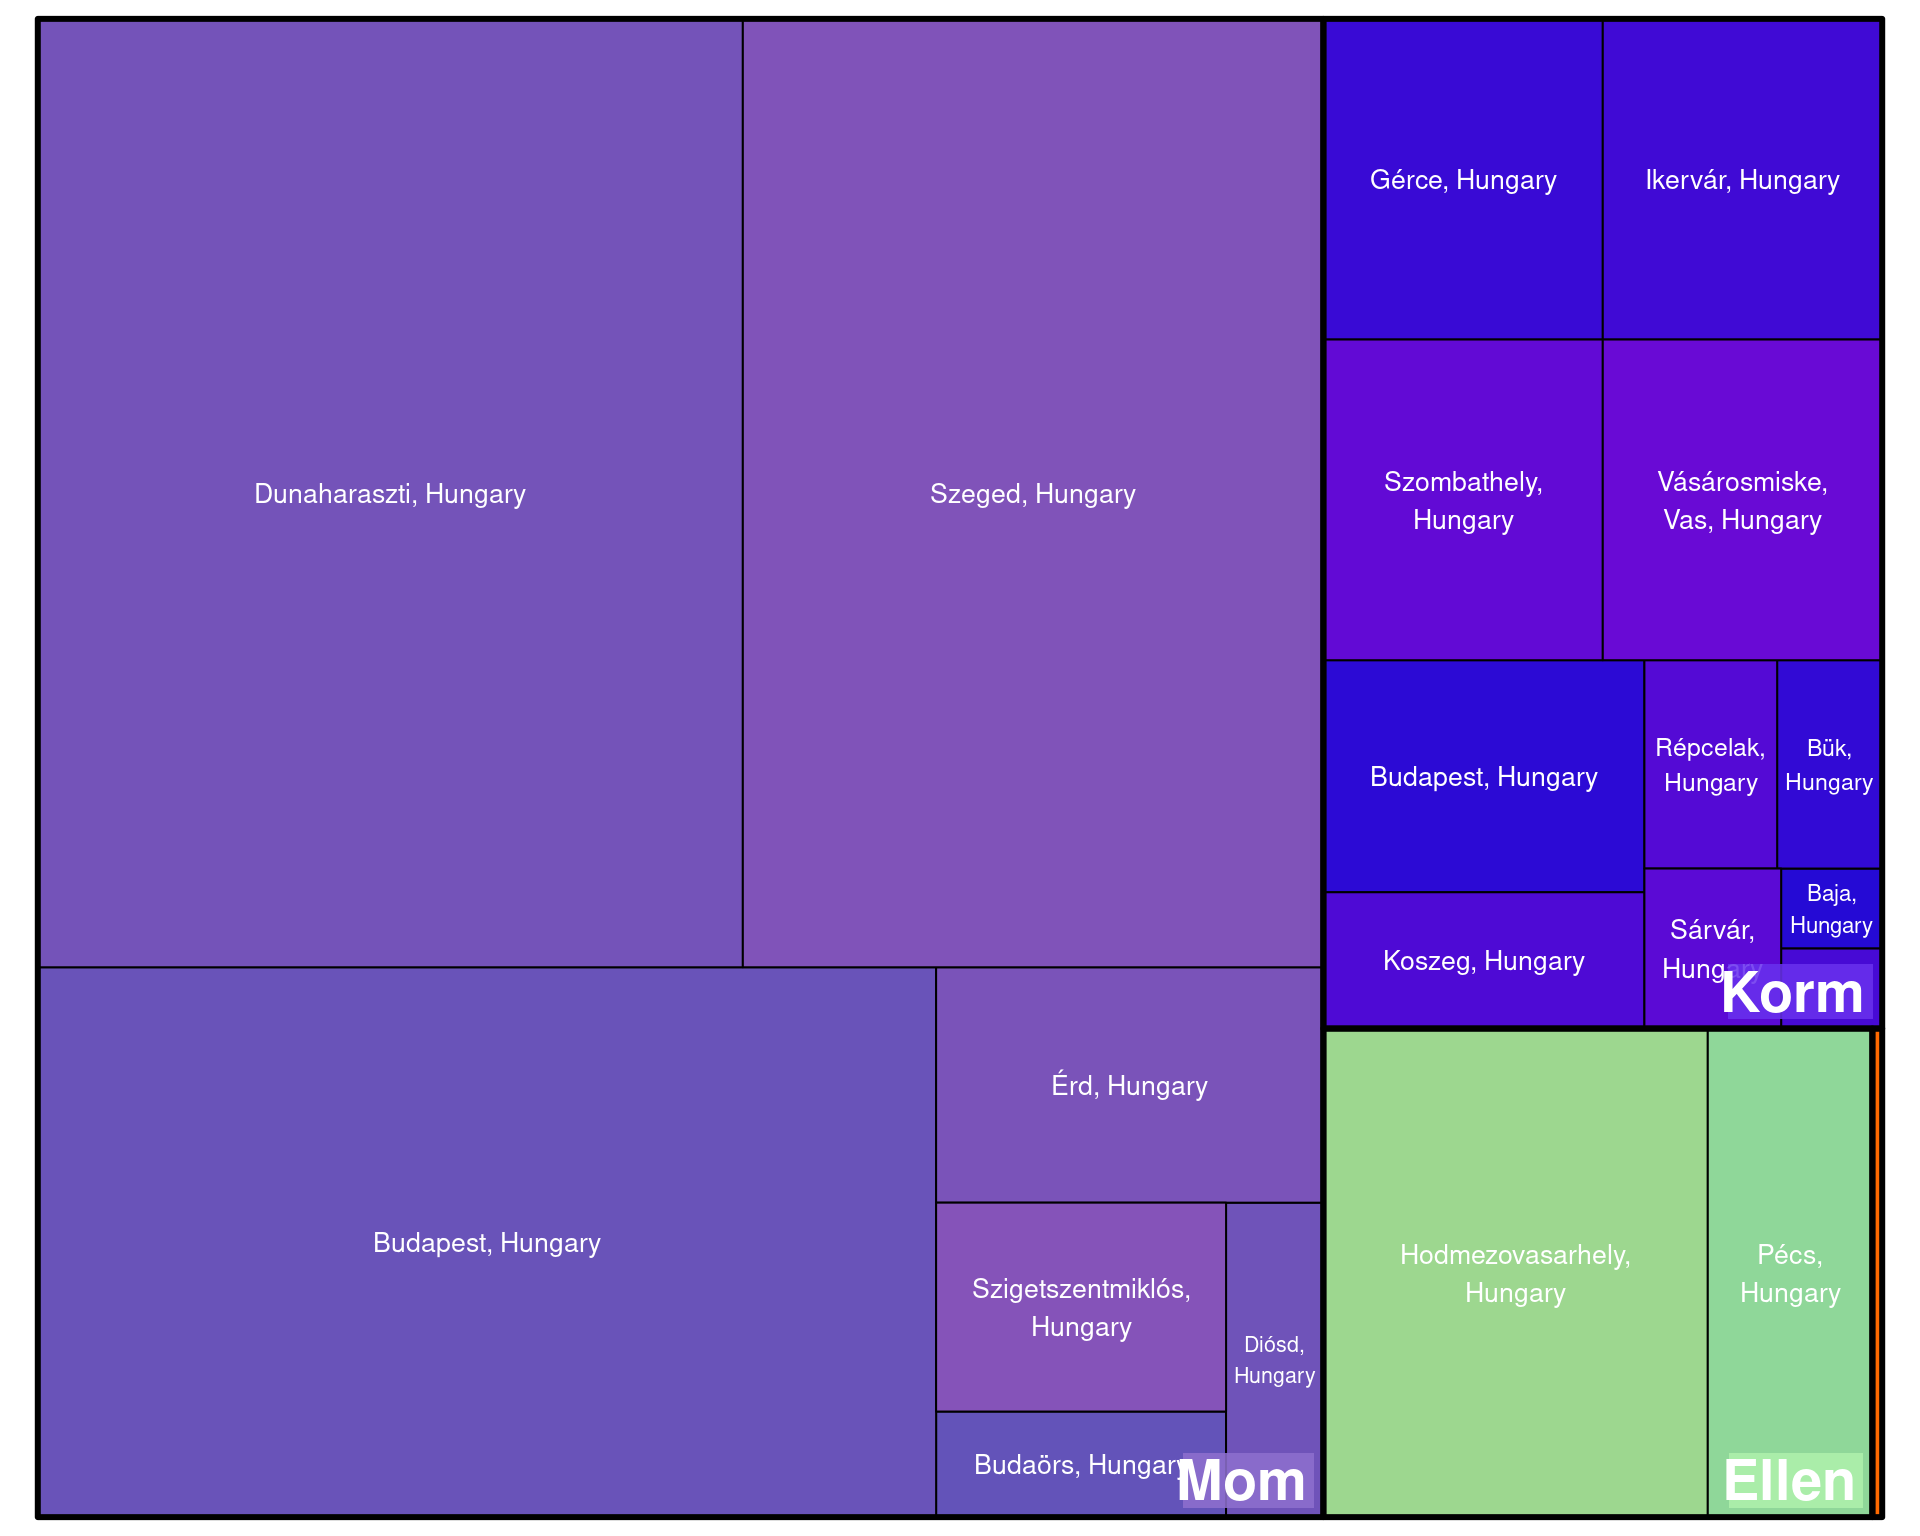 Dunaharaszti, Hungary
Szeged, Hungary
Budapest, Hungary
Érd, Hungary
Szigetszentmiklós,
Hungary
Diósd,
Hungary
Budaörs, Hungary
Mom
Gérce, Hungary
Ikervár, Hungary
Szombathely,
Hungary
Vásárosmiske,
Vas, Hungary
Budapest, Hungary
Répcelak,
Hungary
Bük,
Hungary
Koszeg, Hungary
Sárvár,
Hungary
Baja,
Hungary
Korm
Hodmezovasarhely,
Hungary
Pécs,
Hungary
Ellen